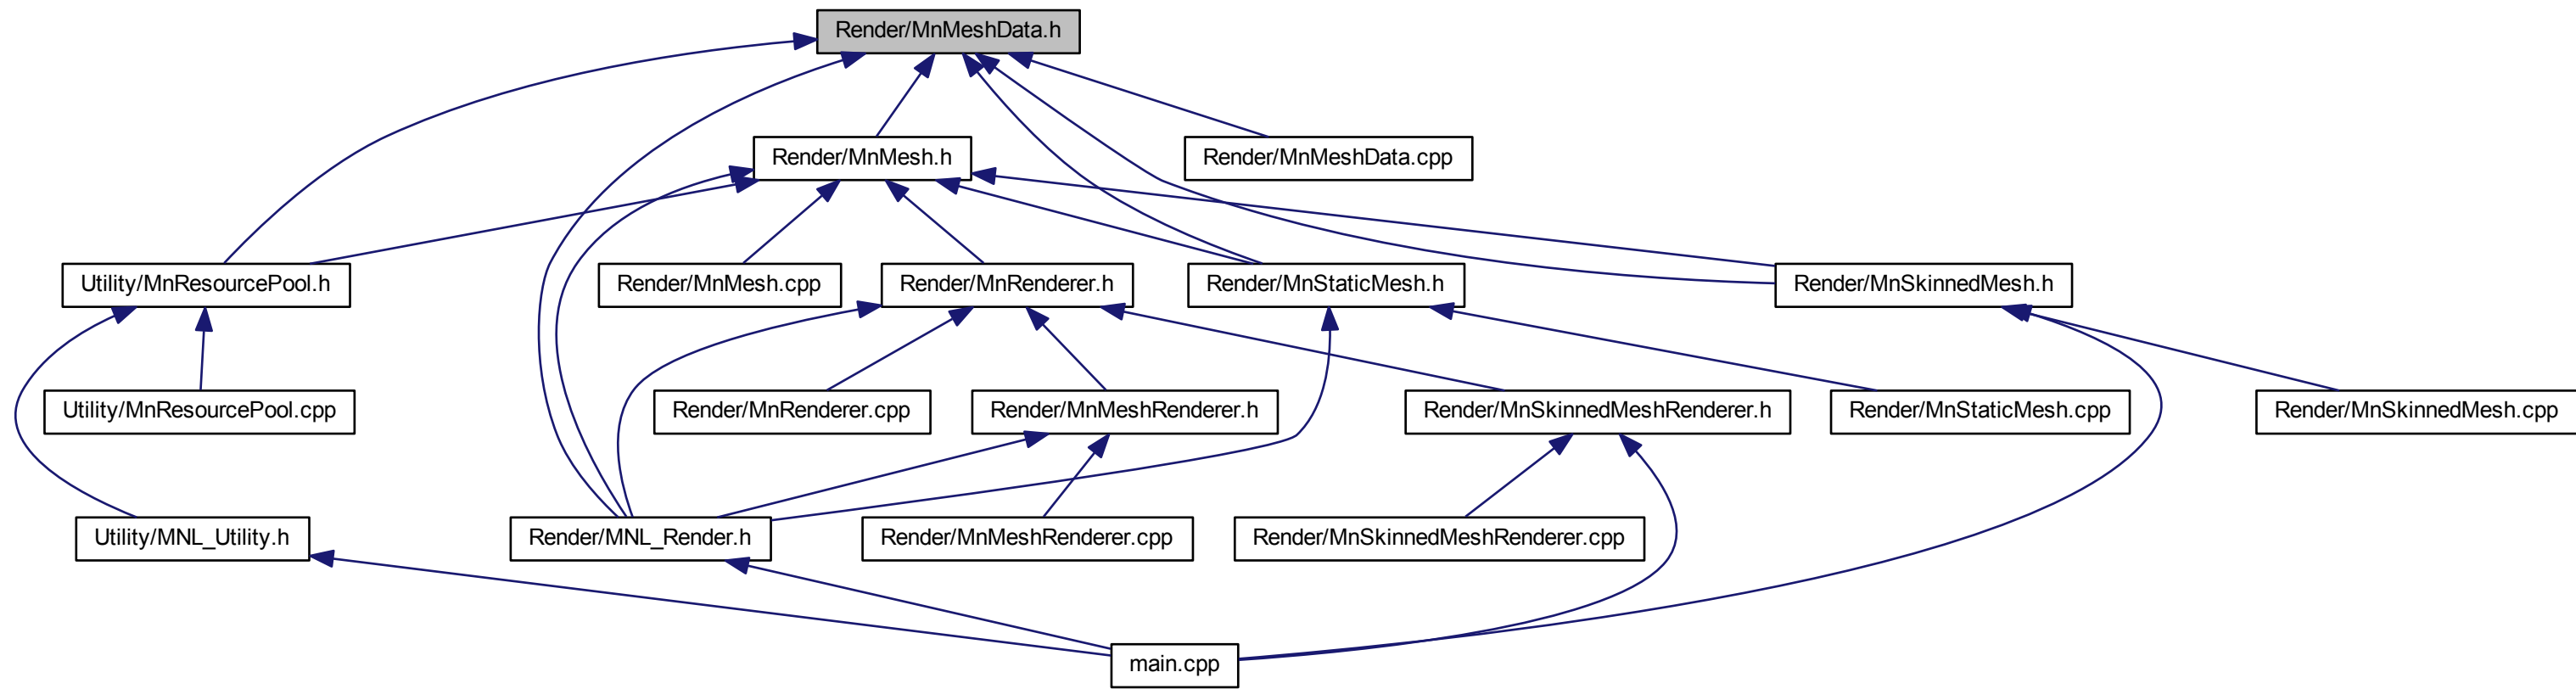 Render/MnMeshData.h
Render/MnMesh.h
Render/MnMeshData.cpp
Utility/MnResourcePool.h
Render/MnMesh.cpp
Render/MnRenderer.h
Render/MnStaticMesh.h
Render/MnSkinnedMesh.h
Utility/MnResourcePool.cpp
Render/MnRenderer.cpp
Render/MnMeshRenderer.h
Render/MnSkinnedMeshRenderer.h
Render/MnStaticMesh.cpp
Render/MnSkinnedMesh.cpp
Utility/MNL_Utility.h
Render/MNL_Render.h
Render/MnMeshRenderer.cpp
Render/MnSkinnedMeshRenderer.cpp
main.cpp